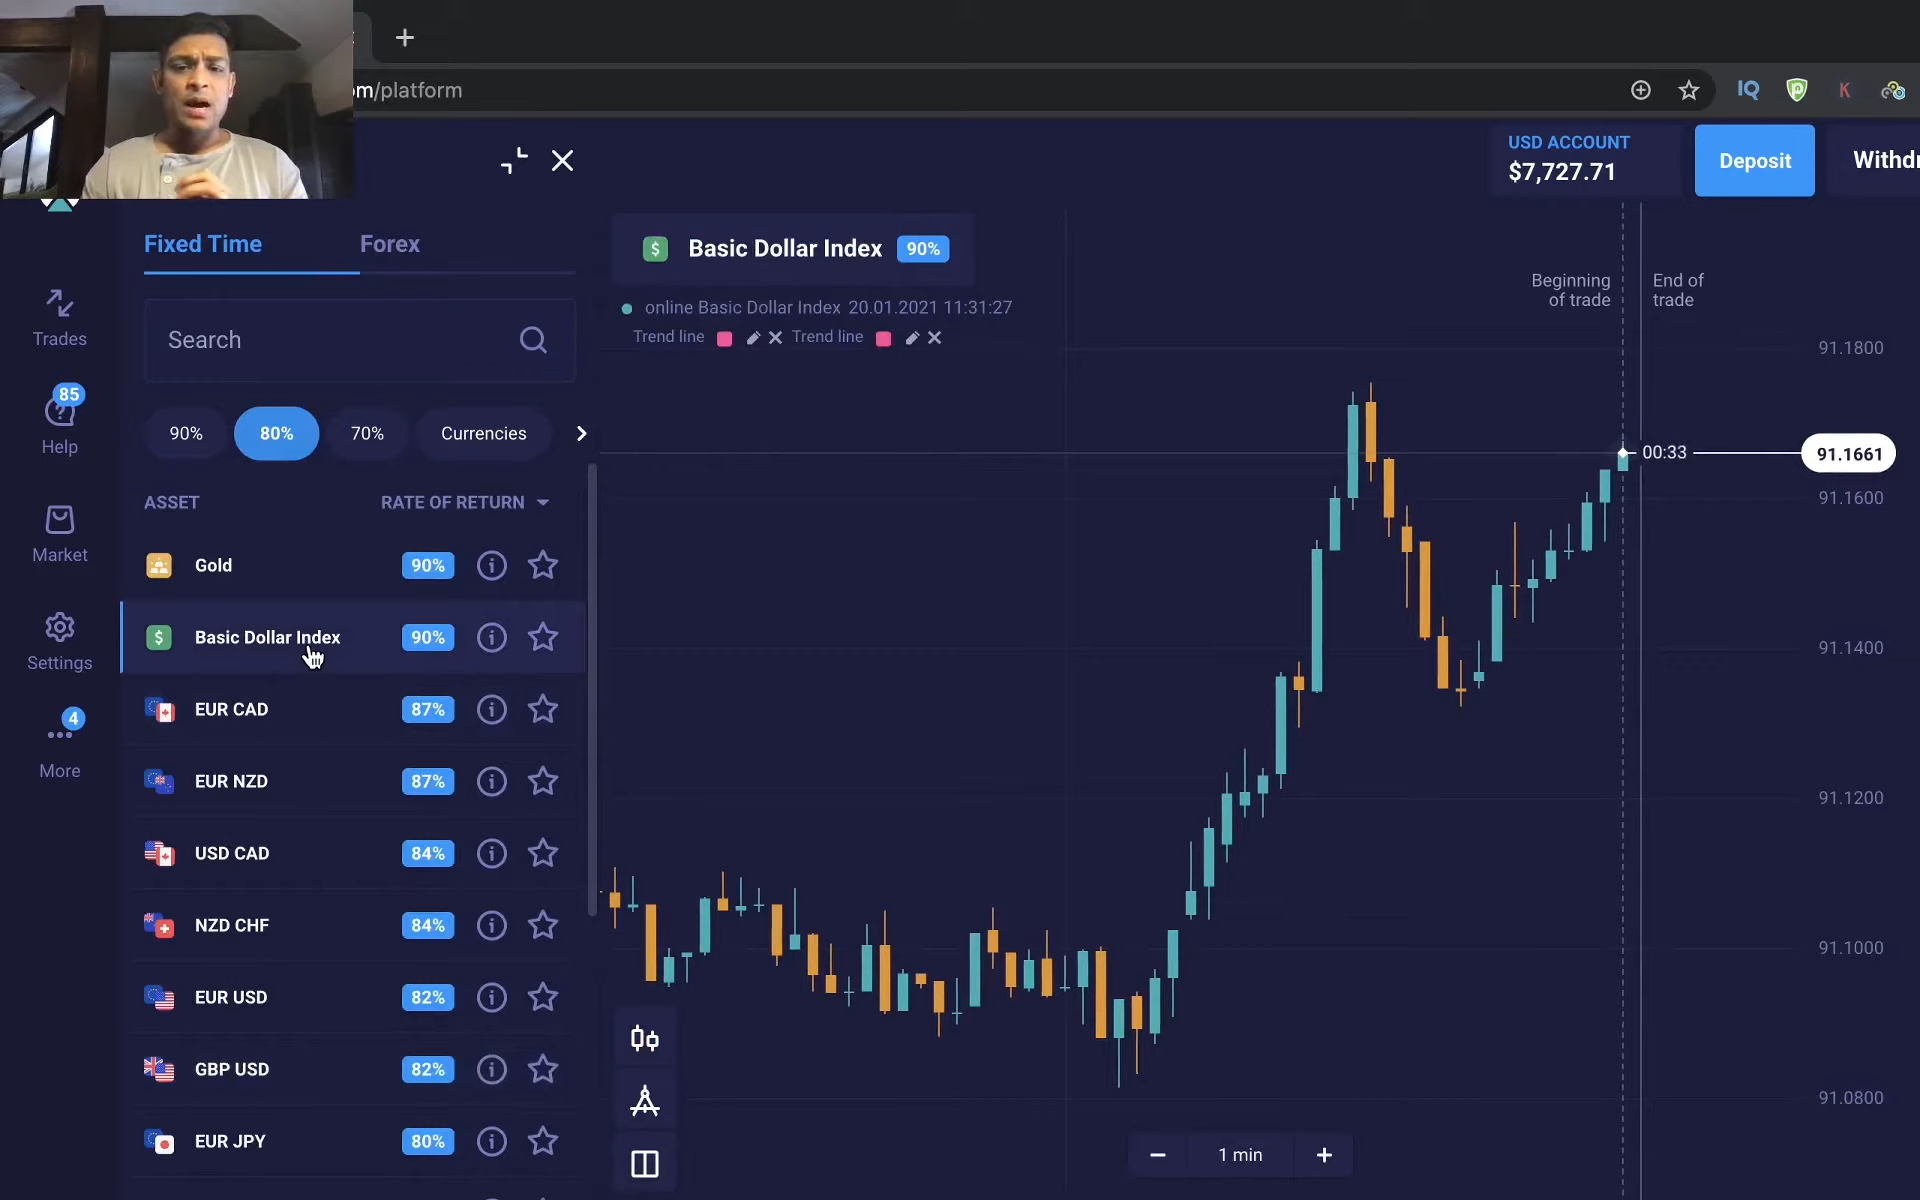 om/platform
IQ
K
USD ACCOUNT
$7,727.71
Deposit
Withdr
Fixed Time
Forex
Search
90%
80%
70%
Currencies
ASSET
RATE OF RETURN
Gold
90%
Basic Dollar Index
90%
EUR CAD
87%
EUR NZD
87%
USD CAD
84%
NZD CHF
84%
EUR USD
82%
GBP USD
82%
EUR JPY
80%
Trades
85
Help
Market
Settings
4
More
Basic Dollar Index 90%
online Basic Dollar Index 20.01.2021 11:31:27
Trend line
Trend line
Beginning
of trade
End of
trade
91.1800
00:33
91.1661
91.1600
91.1400
91.1200
91.1000
91.0800
1 min